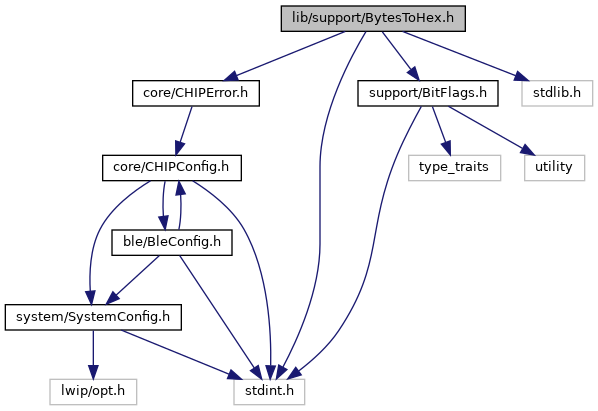 lib/support/BytesToHex.h
core/CHIPError.h
support/BitFlags.h
stdlib.h
core/CHIPConfig.h
type_traits
utility
ble/BleConfig.h
system/SystemConfig.h
lwip/opt.h
stdint.h